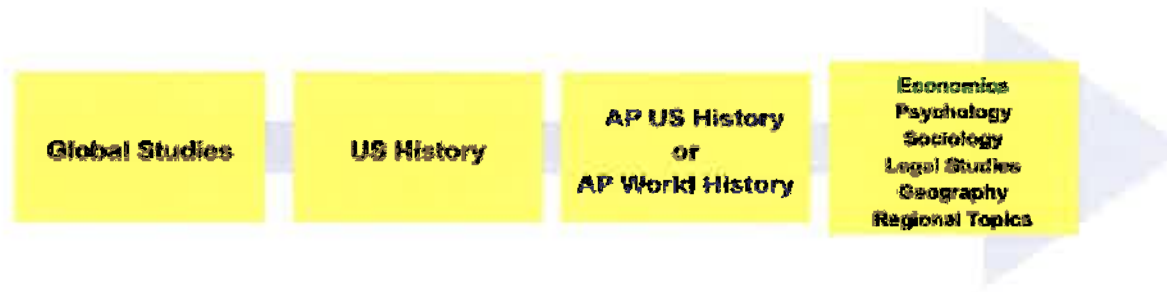 Global Studies
US History
AP US History
or
AP World History
Economics
Psychology
Sociology
Legal Studies
Geography
Regional Topics